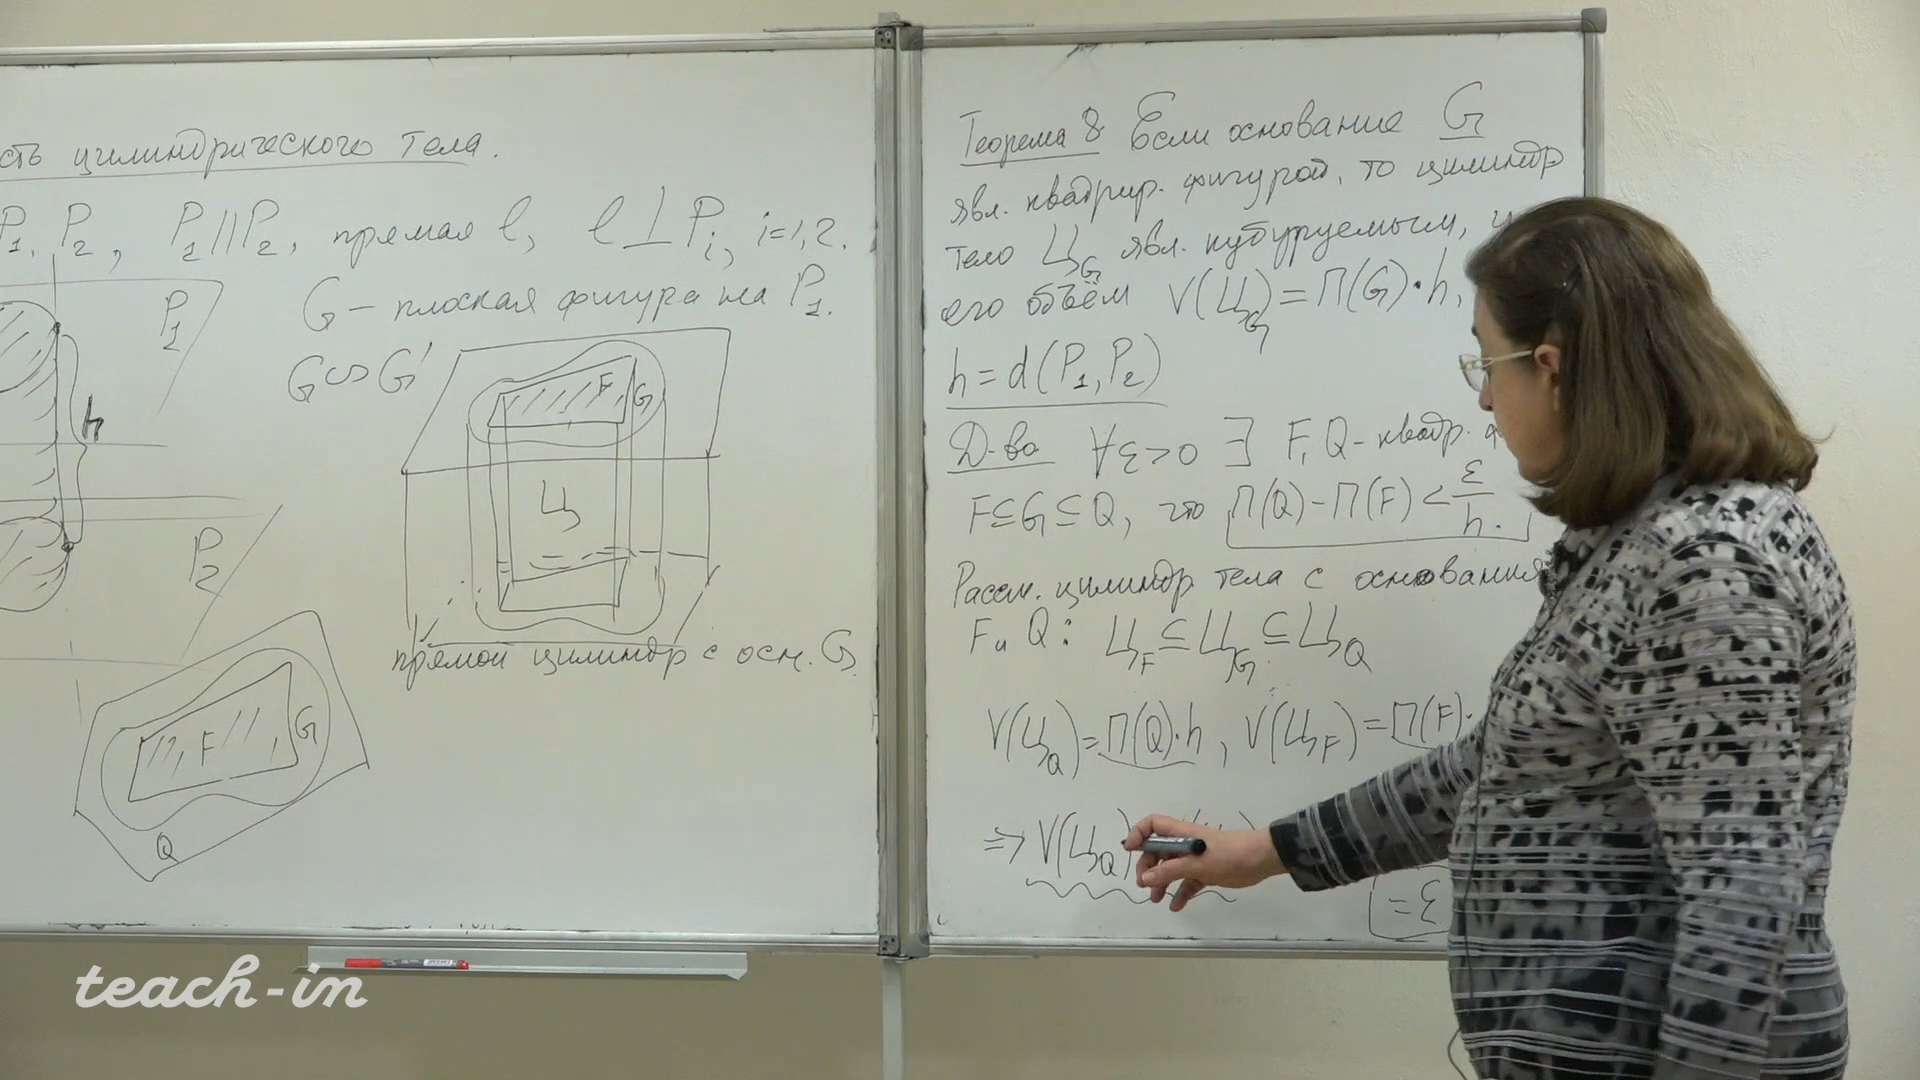 сть цилиндрического тела.
P₁, P₂, P₁∥P₂, прямая l, l⊥P_i, i=1,2.
G – плоская фигура на P₁.
G∽G'
P₁
h
P₂
F G
Ц
прямой цилиндр с осн. G.
F G
Q
Теорема 8. Если основание G
явл. квадрир. фигурой, то цилиндр
тело Ц_G явл. кубируемым, и
его объём V(Ц_G) = П(G)·h,
h = d(P₁, P₂)
Д-во ∀ε>0 ∃ F, Q – квадр.
F⊆G⊆Q, что П(Q)-П(F) < ε/h.
Рассм. цилиндр тела с основания
F и Q: Ц_F ⊆ Ц_G ⊆ Ц_Q
V(Ц_Q) = П(Q)·h, V(Ц_F) = П(F)·
⇒ V(Ц_Q)
= ε
teach-in